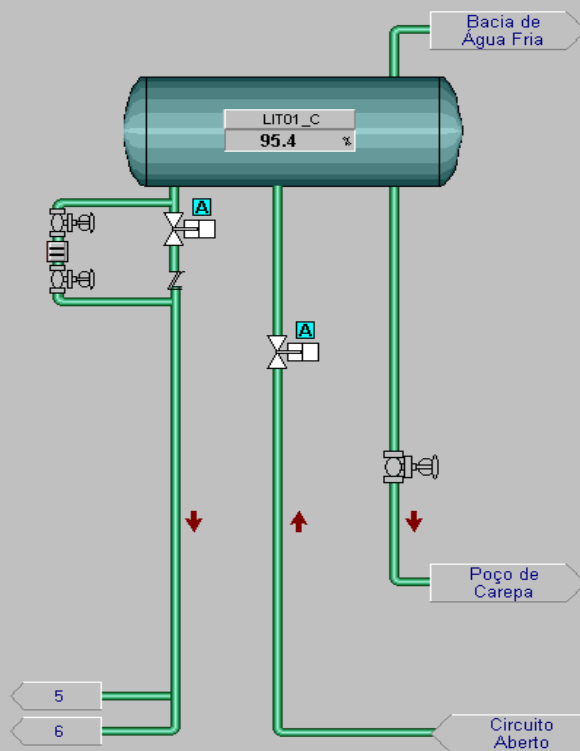 Bacia de
Água Fria
LIT01_C
95.4 %
A
A
Poço de
Carepa
5
6
Circuito
Aberto